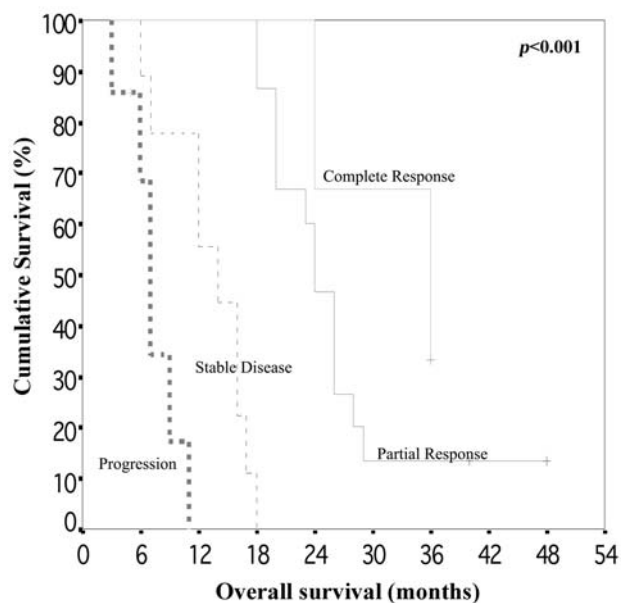 100
p<0.001
90
80
70
Complete Response
60
50
40
Stable Disease
30
20
Progression
Partial Response
10
0
0 6 12 18 24 30 36 42 48 54
Cumulative Survival (%)
Overall survival (months)